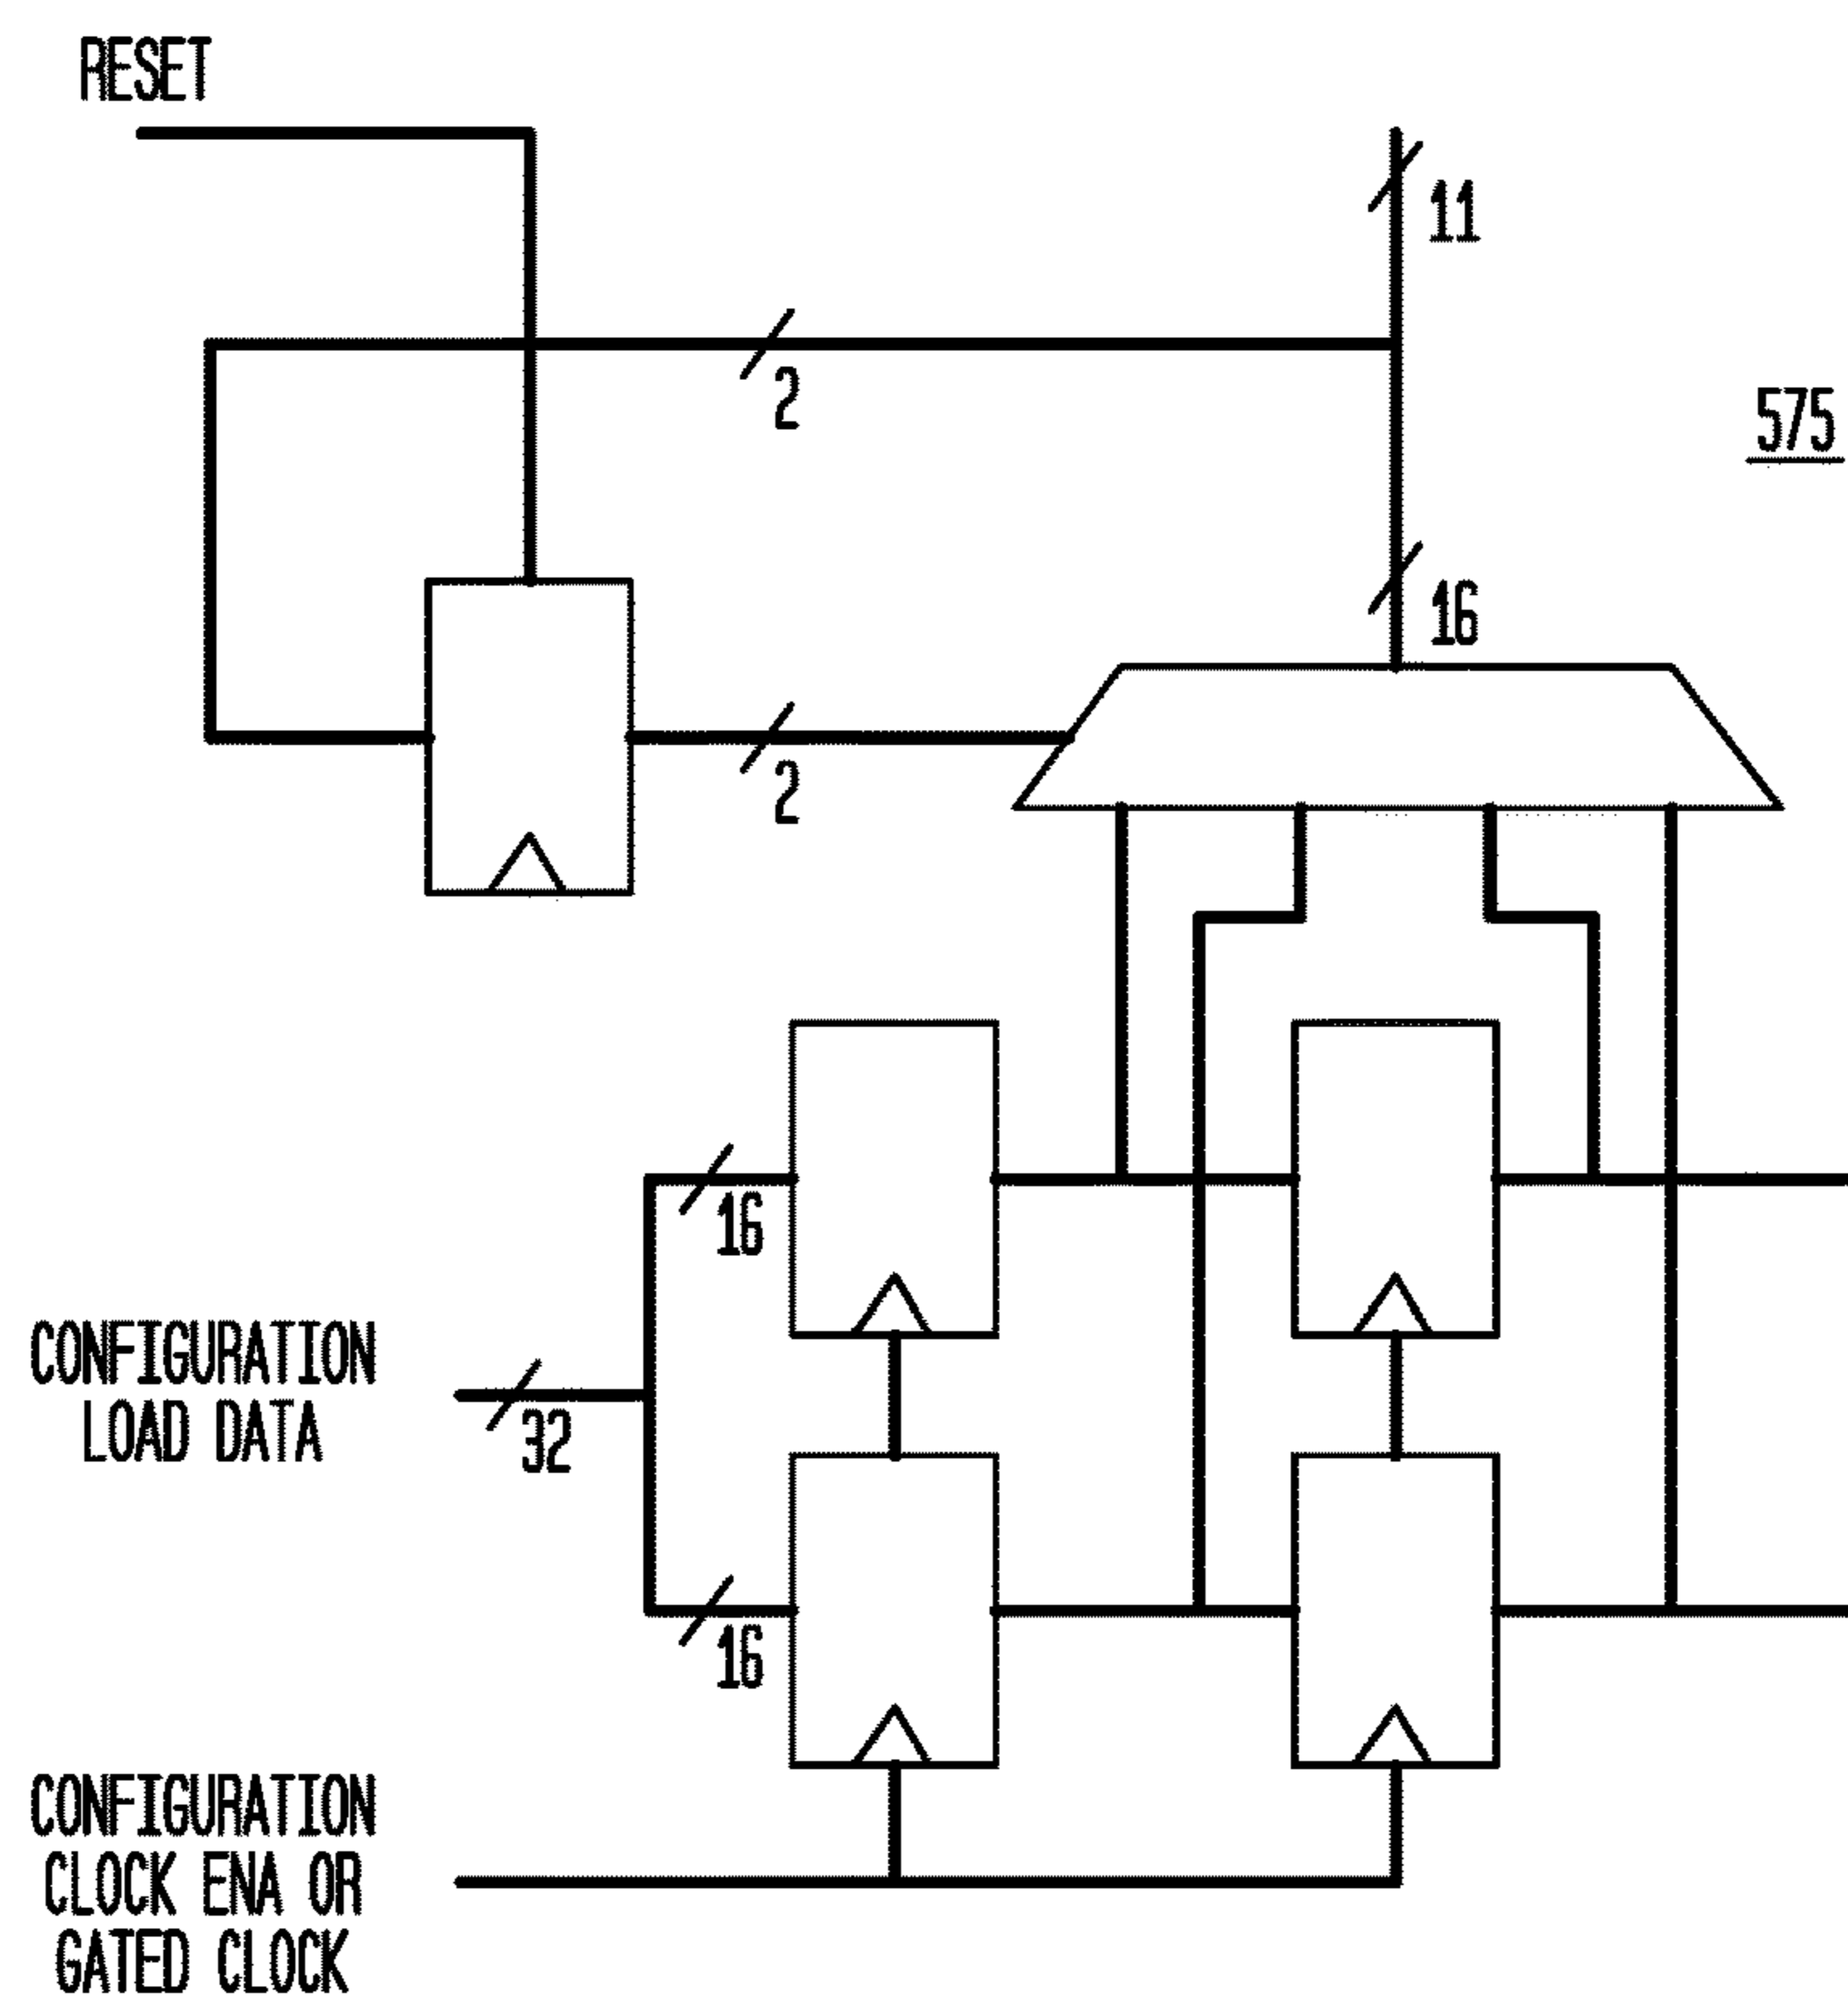 RESET
11
2
575
16
2
16
CONFIGURATION
LOAD DATA
32
16
CONFIGURATION
CLOCK ENA OR
GATED CLOCK